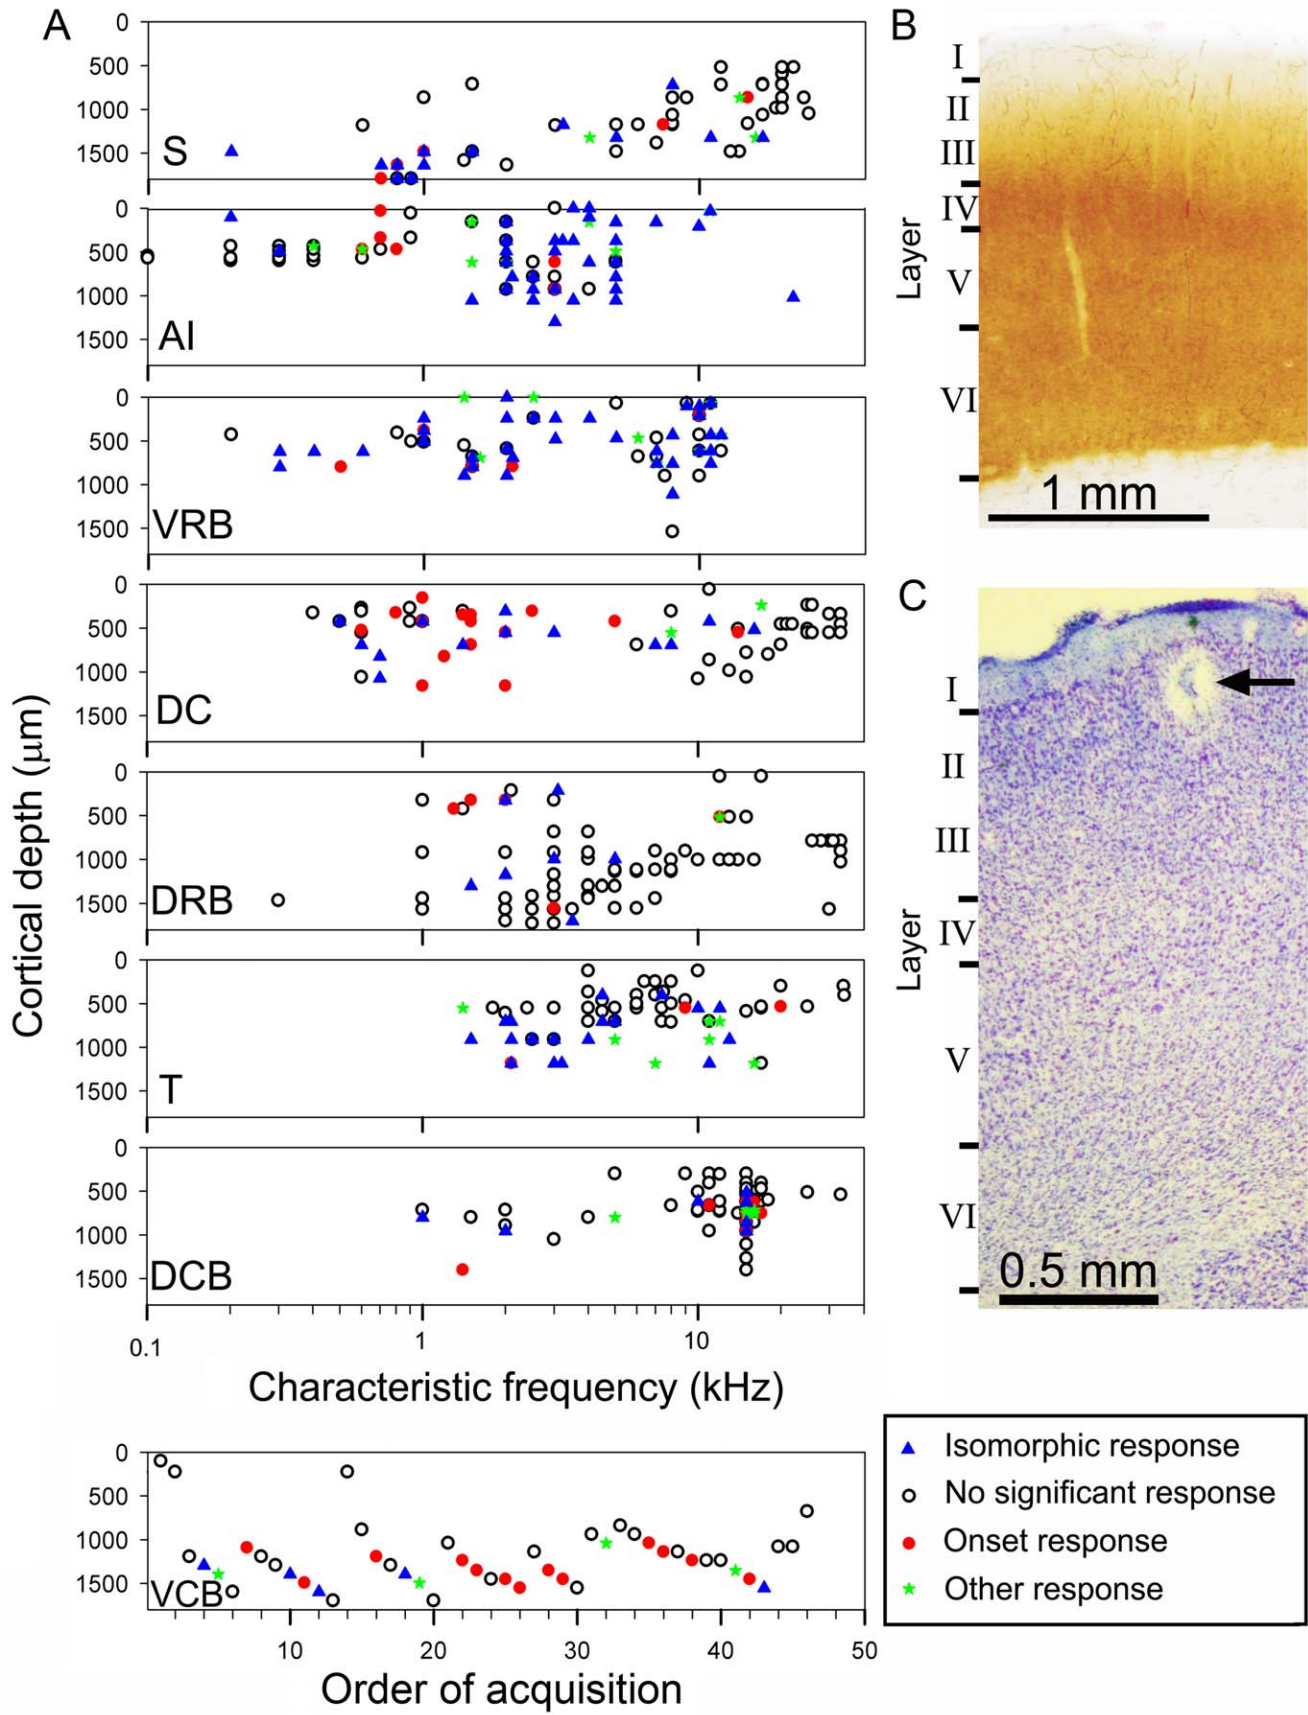 A
0
500
1000
1500
S
0
500
1000
1500
AI
0
500
1000
1500
VRB
0
500
1000
1500
DC
0
500
1000
1500
DRB
0
500
1000
1500
T
0
500
1000
1500
DCB
0.1 1 10
Cortical depth (μm)
Characteristic frequency (kHz)
0
500
1000
1500
VCB
10 20 30 40 50
Order of acquisition
B
I
II
III
IV
V
VI
Layer
1 mm
C
I
II
III
IV
V
VI
Layer
0.5 mm
Isomorphic response
No significant response
Onset response
Other response